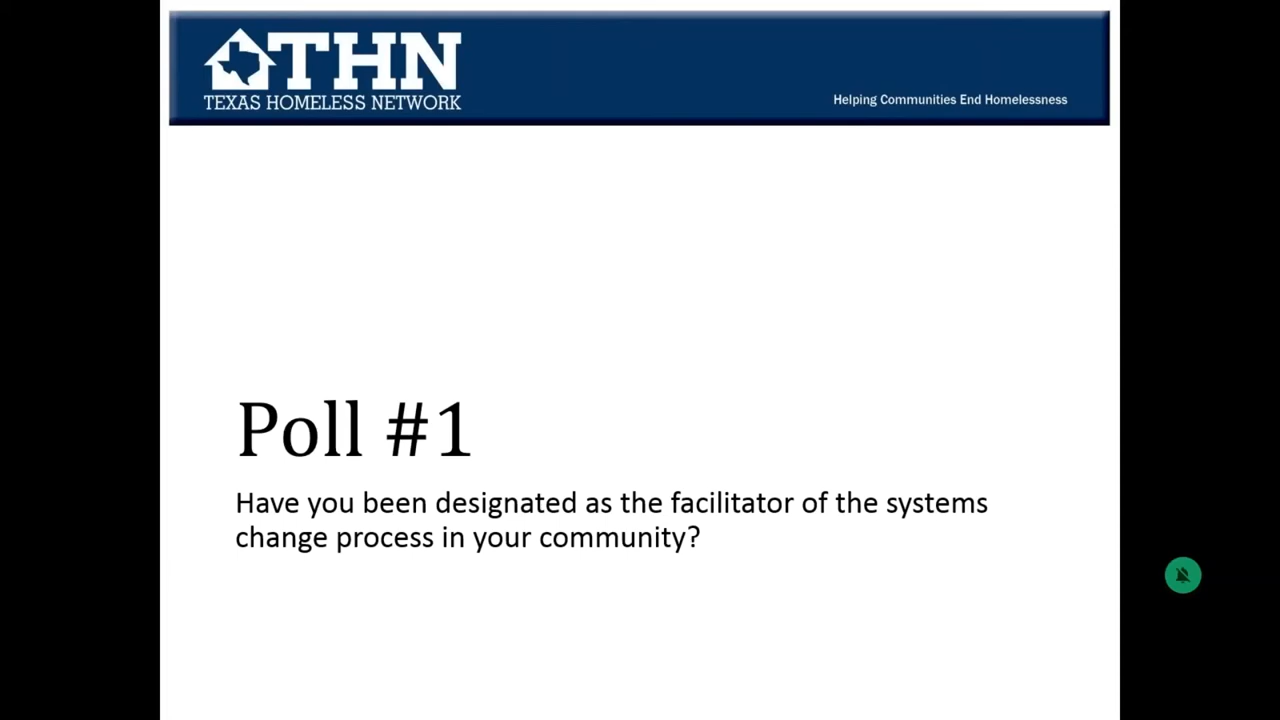 THN
TEXAS HOMELESS NETWORK
Helping Communities End Homelessness
Poll #1
Have you been designated as the facilitator of the systems
change process in your community?